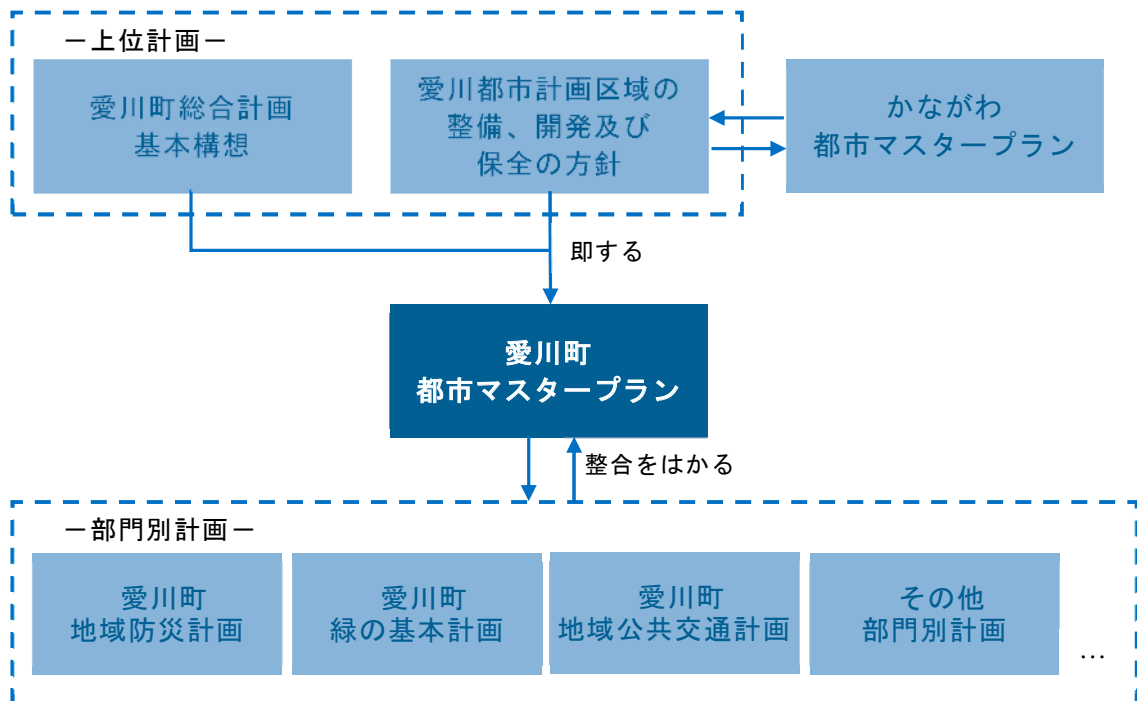 －上位計画－
愛川町総合計画
基本構想
愛川都市計画区域の
整備、開発及び
保全の方針
かながわ
都市マスタープラン
即する
愛川町
都市マスタープラン
整合をはかる
－部門別計画－
愛川町
地域防災計画
愛川町
緑の基本計画
愛川町
地域公共交通計画
その他
部門別計画
…